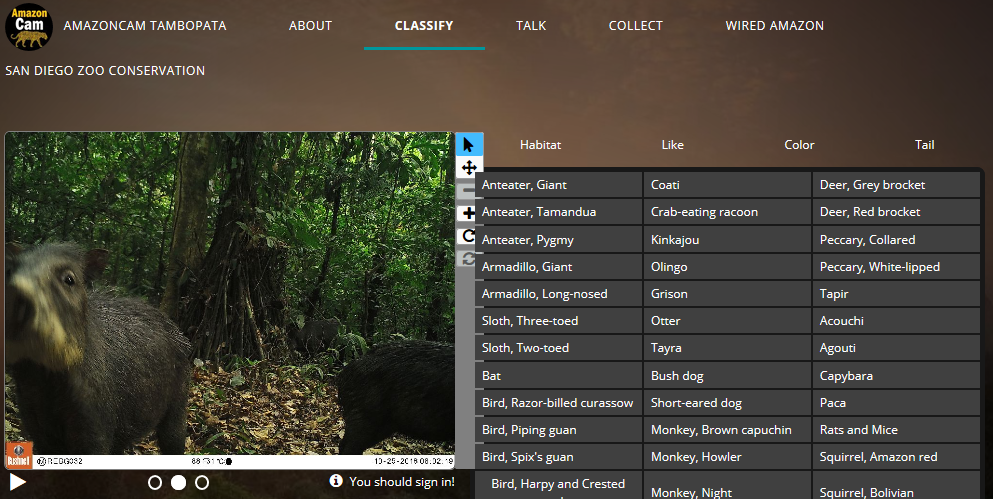 Amazon
Cam
AMAZONCAM TAMBOPATA
ABOUT
CLASSIFY
TALK
COLLECT
WIRED AMAZON
SAN DIEGO ZOO CONSERVATION
Habitat
Like
Color
Tail
Anteater, Giant
Coati
Deer, Grey brocket
Anteater, Tamandua
Crab-eating racoon
Deer, Red brocket
Anteater, Pygmy
Kinkajou
Peccary, Collared
Armadillo, Giant
Olingo
Peccary, White-lipped
Armadillo, Long-nosed
Grison
Tapir
Sloth, Three-toed
Otter
Acouchi
Sloth, Two-toed
Tayra
Agouti
Bat
Bush dog
Capybara
Bird, Razor-billed curassow
Short-eared dog
Paca
Bird, Piping guan
Monkey, Brown capuchin
Rats and Mice
Bird, Spix's guan
Monkey, Howler
Squirrel, Amazon red
Bird, Harpy and Crested
Monkey, Night
Squirrel, Bolivian
Bushnell
10-25-2016 08:02:19
You should sign in!